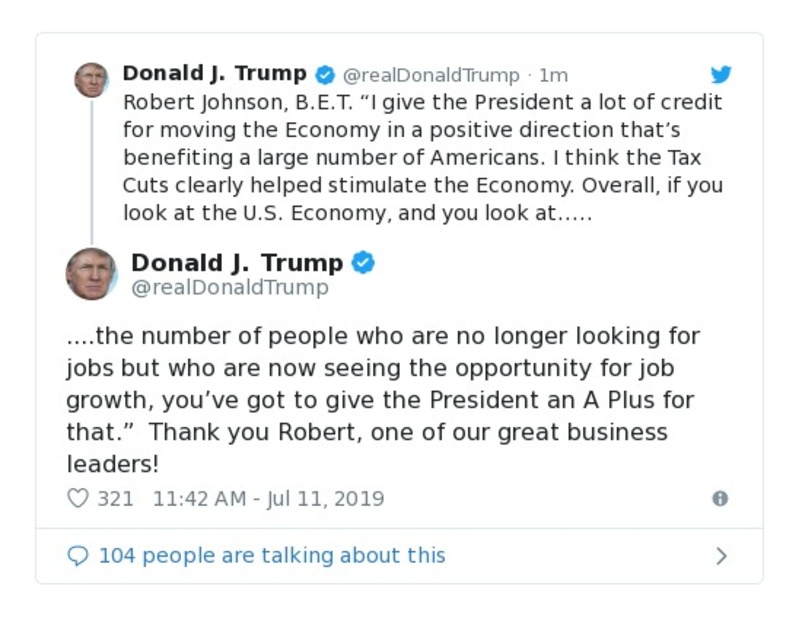 Donald J. Trump @realDonaldTrump · 1m
Robert Johnson, B.E.T. “I give the President a lot of credit
for moving the Economy in a positive direction that’s
benefiting a large number of Americans. I think the Tax
Cuts clearly helped stimulate the Economy. Overall, if you
look at the U.S. Economy, and you look at.....
Donald J. Trump
@realDonaldTrump
....the number of people who are no longer looking for
jobs but who are now seeing the opportunity for job
growth, you’ve got to give the President an A Plus for
that.”  Thank you Robert, one of our great business
leaders!
321 11:42 AM - Jul 11, 2019
104 people are talking about this